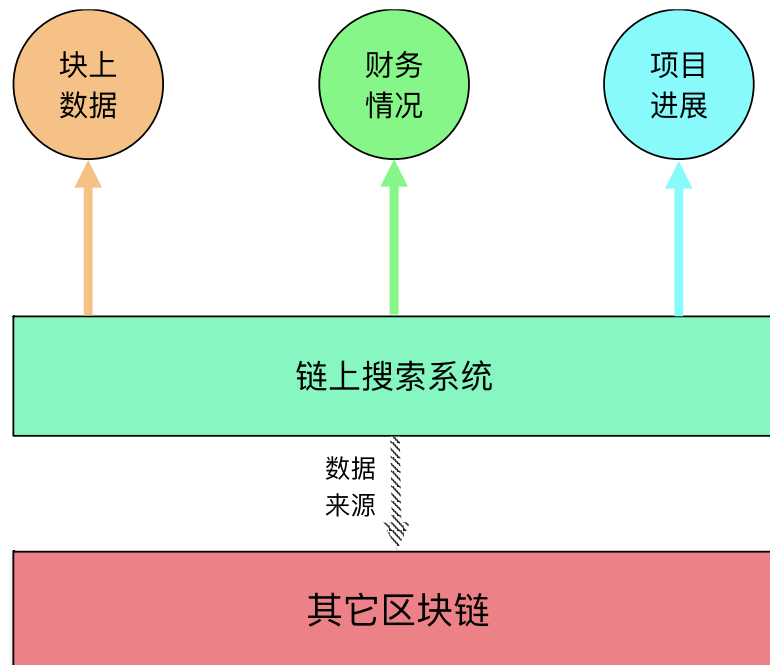 块上
数据
财务
情况
项目
进展
链上搜索系统
数据
来源
其它区块链